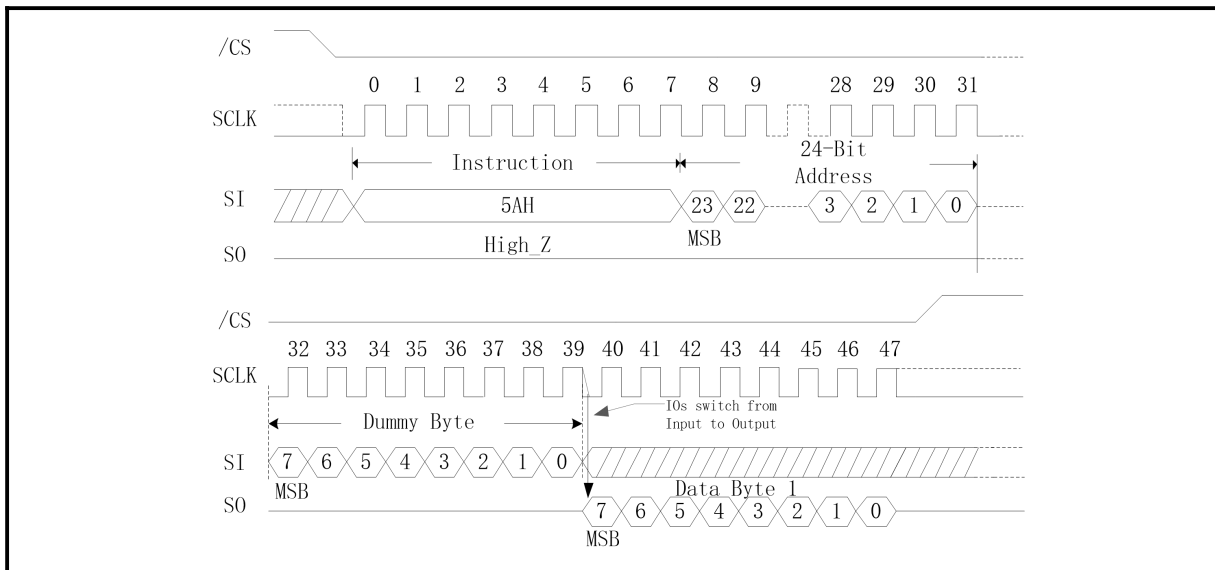 /CS
0 1 2 3 4 5 6 7 8 9 28 29 30 31
SCLK
Instruction
24-Bit
Address
SI
5AH
23 22 3 2 1 0
MSB
High_Z
SO
/CS
32 33 34 35 36 37 38 39 40 41 42 43 44 45 46 47
SCLK
IOs switch from
Input to Output
Dummy Byte
SI
7 6 5 4 3 2 1 0
MSB
Data Byte 1
SO
7 6 5 4 3 2 1 0
MSB